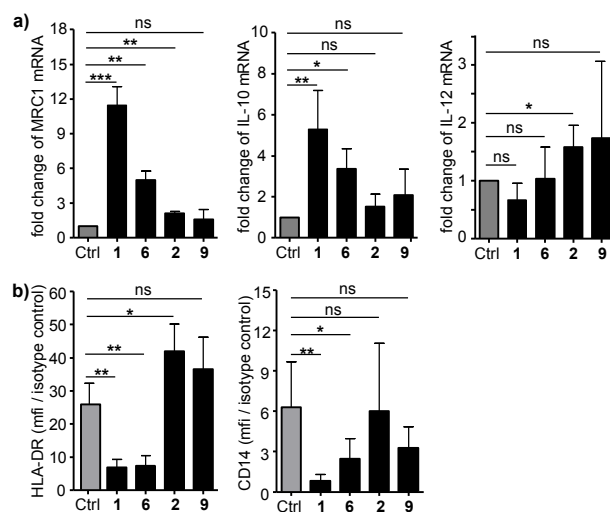 a)
fold change of MRC1 mRNA
15
12
9
6
3
0
ns
**
**
***
Ctrl 1 6 2 9
fold change of IL-10 mRNA
10
8
6
4
2
0
ns
ns
*
**
Ctrl 1 6 2 9
fold change of IL-12 mRNA
3
2
1
0
ns
*
ns
ns
Ctrl 1 6 2 9
b)
HLA-DR (mfi / isotype control)
60
50
40
30
20
10
0
ns
*
**
**
Ctrl 1 6 2 9
CD14 (mfi / isotype control)
15
12
9
6
3
0
ns
ns
*
**
Ctrl 1 6 2 9